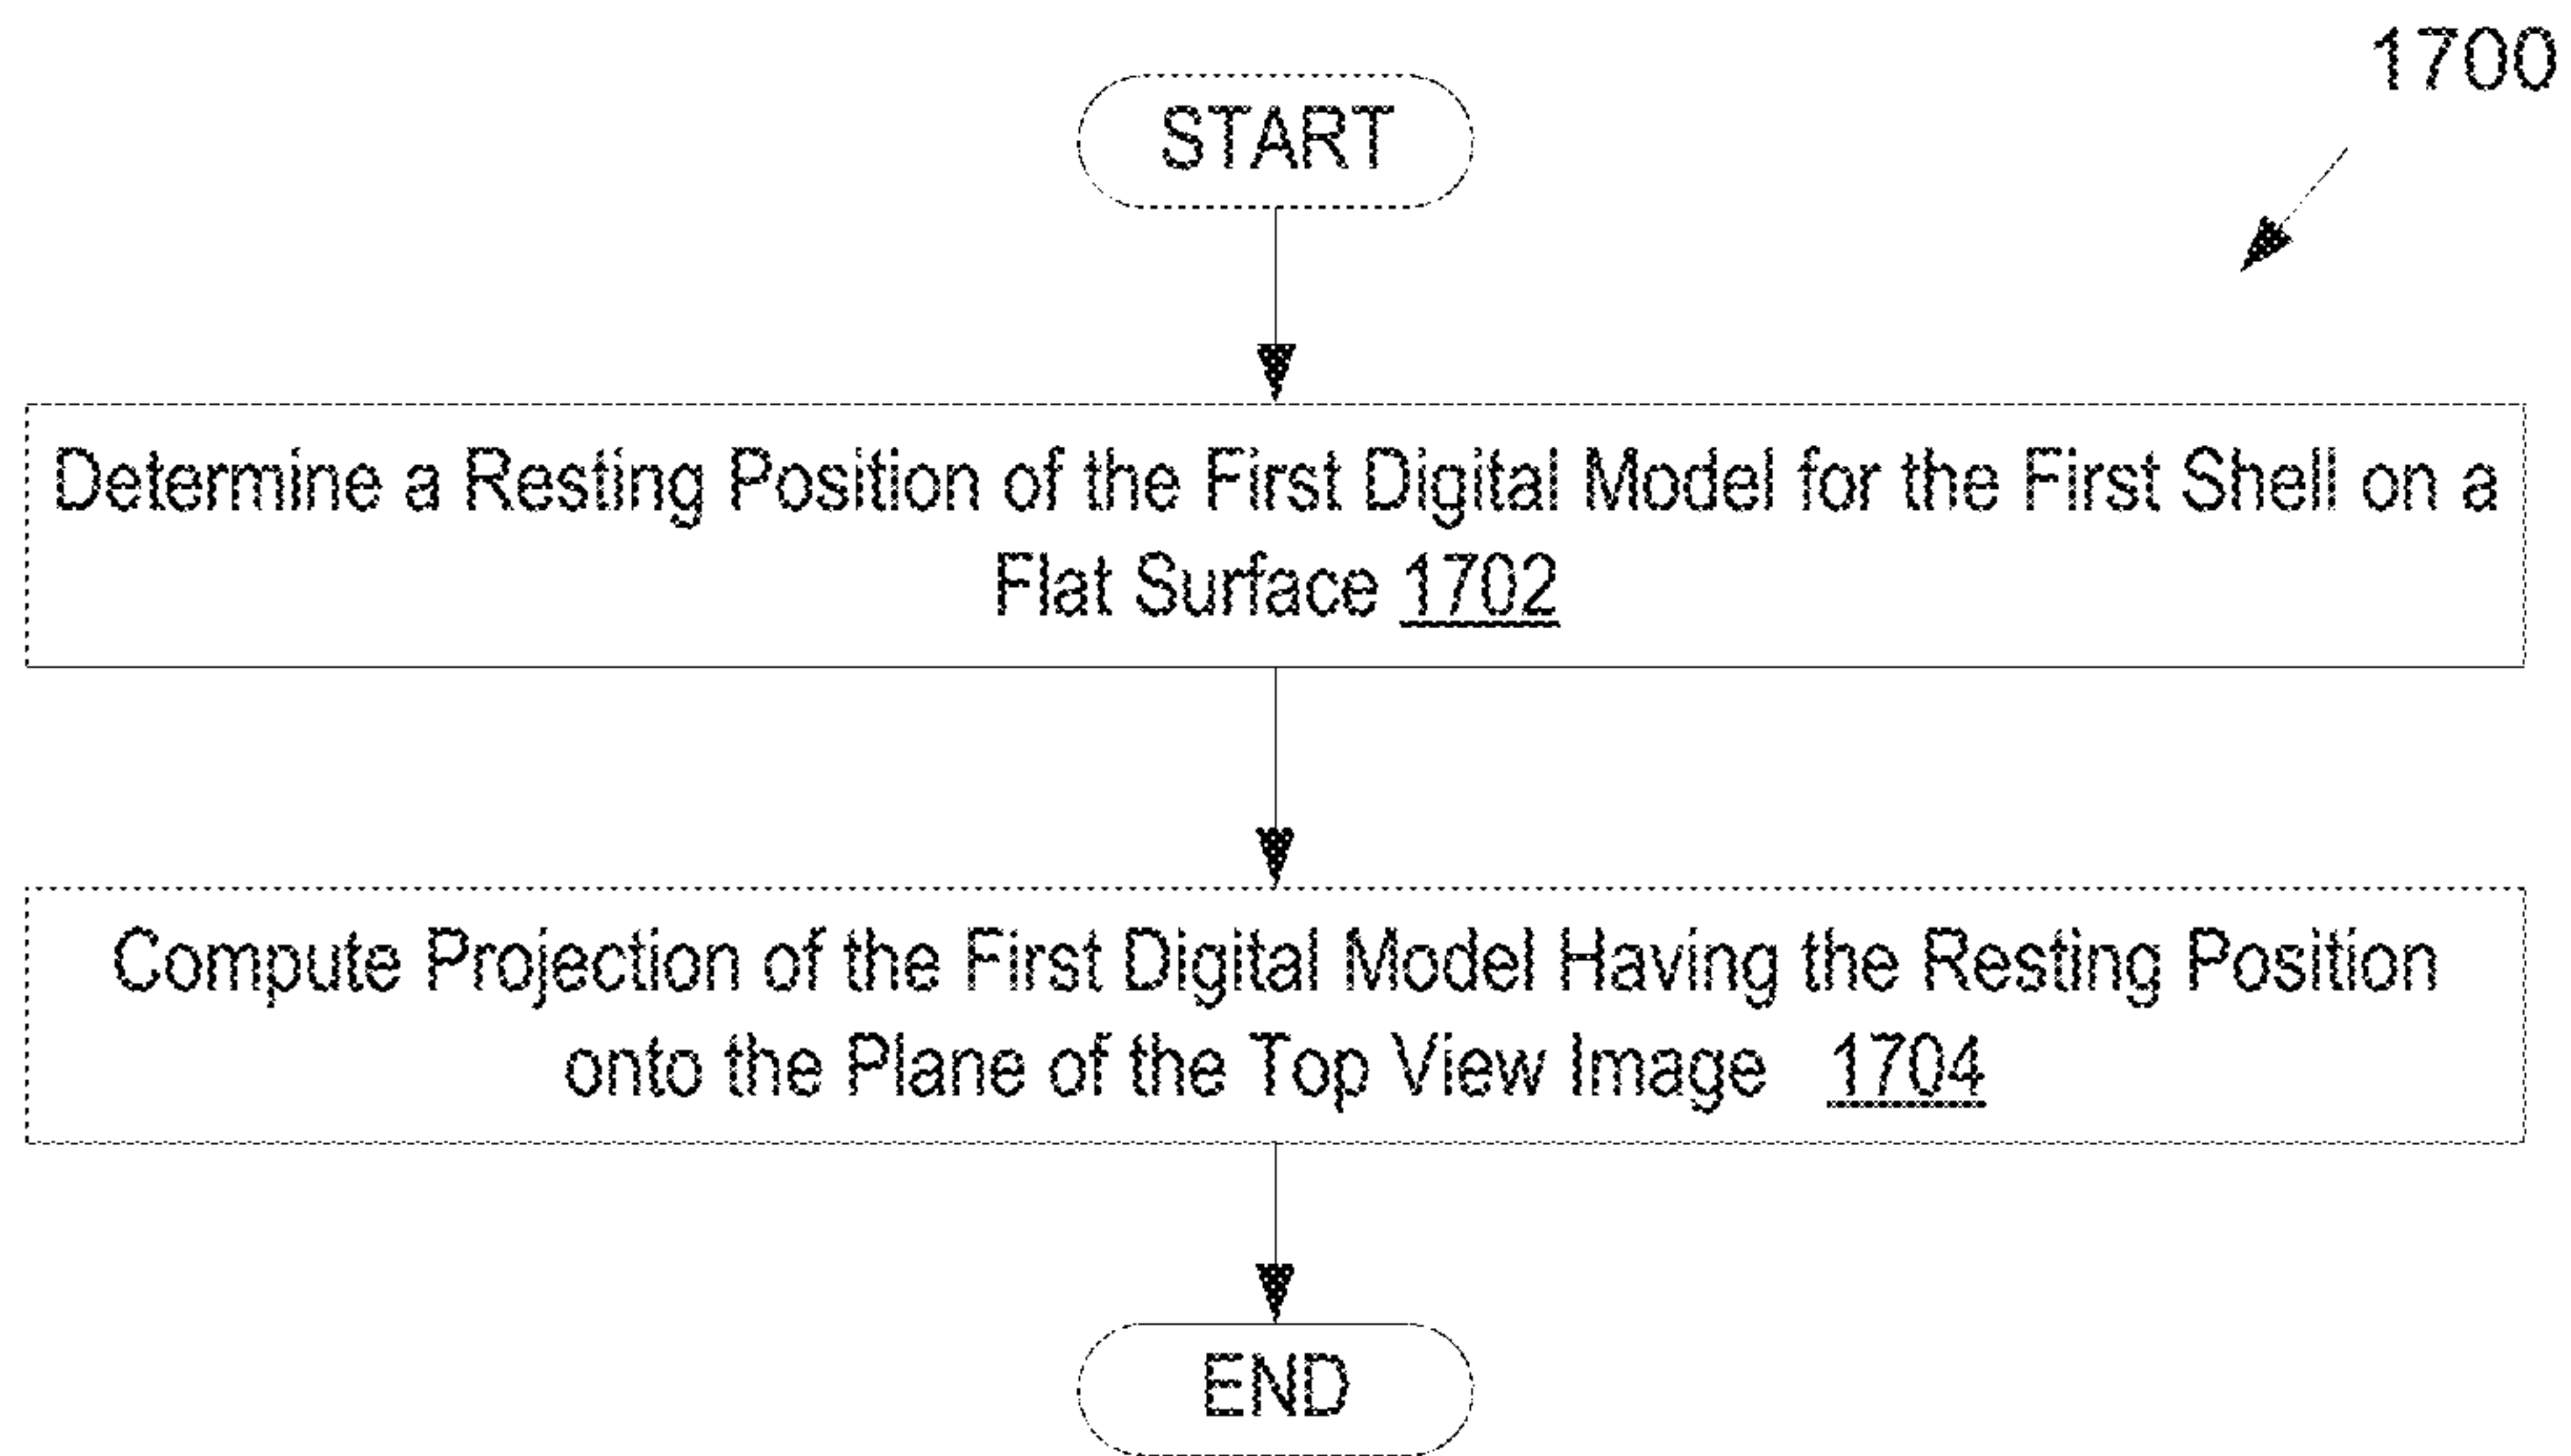 1700
START
Determine a Resting Position of the First Digital Model for the First Shell on a
Flat Surface 1702
Compute Projection of the First Digital Model Having the Resting Position
onto the Plane of the Top View Image 1704
END